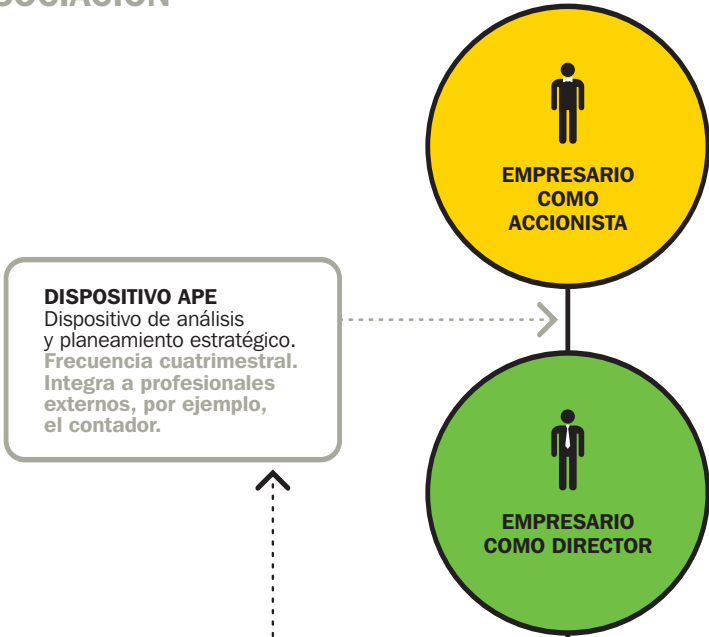 EMPRESARIO
COMO
ACCIONISTA
DISPOSITIVO APE
Dispositivo de análisis
y planeamiento estratégico.
Frecuencia cuatrimestral.
Integra a profesionales
externos, por ejemplo,
el contador.
EMPRESARIO
COMO DIRECTOR